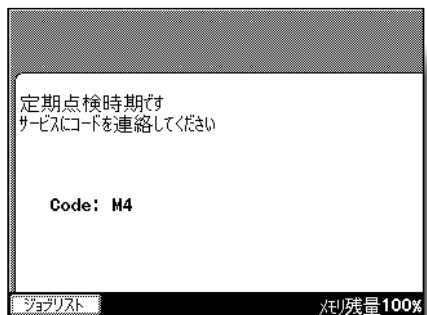 定期点検時期です
ｻｰﾋﾞｽにｺｰﾄﾞを連絡してください
Code: M4
ｼﾞｮﾌﾞﾘｽﾄ ﾒﾓﾘ残量100%